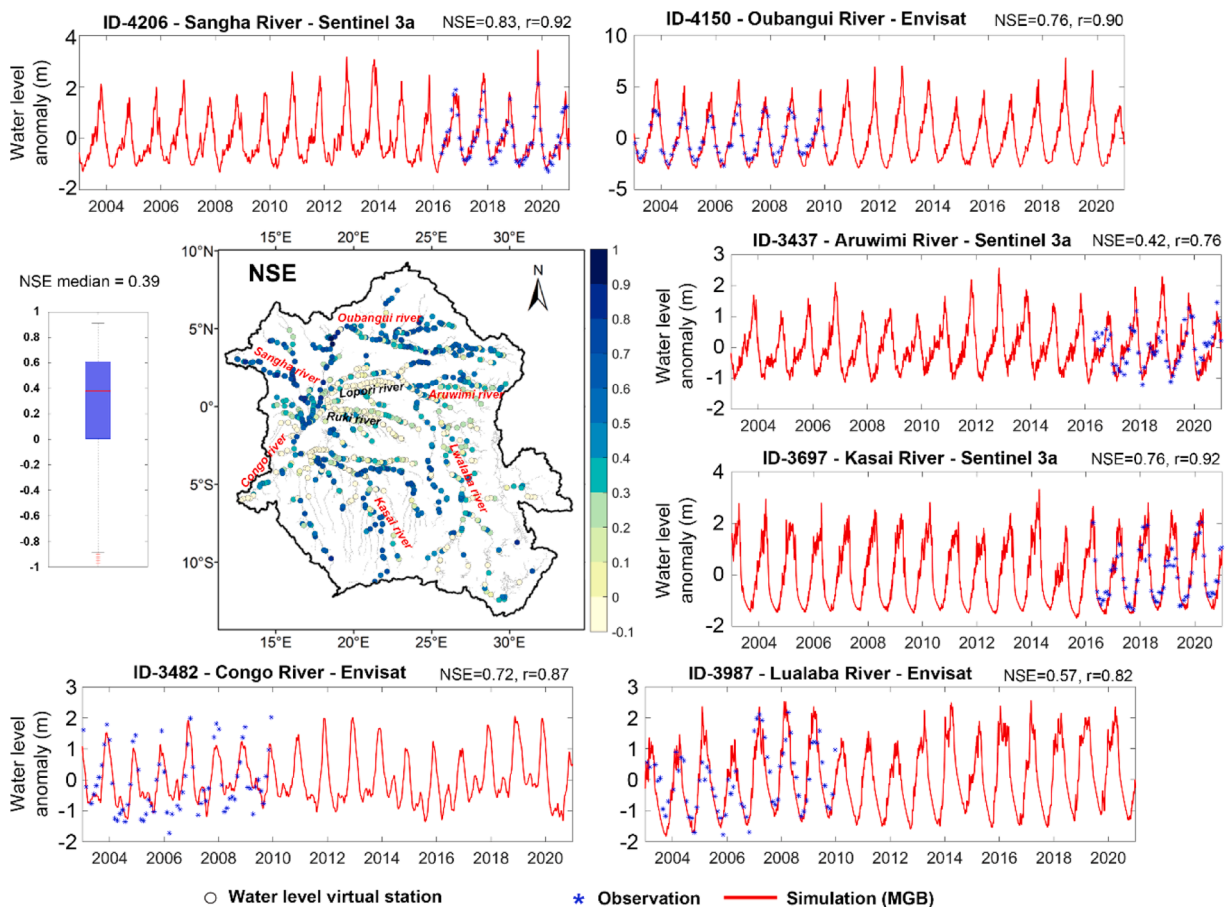 ID-4206 - Sangha River - Sentinel 3a NSE=0.83, r=0.92
Water level
anomaly (m)
4
2
0
-2
2004 2006 2008 2010 2012 2014 2016 2018 2020
ID-4150 - Oubangui River - Envisat NSE=0.76, r=0.90
Water level
anomaly (m)
10
5
0
-5
2004 2006 2008 2010 2012 2014 2016 2018 2020
NSE median = 0.39
1
0.8
0.6
0.4
0.2
0
-0.2
-0.4
-0.6
-0.8
-1
15°E 20°E 25°E 30°E
10°N
5°N
0°
5°S
10°S
NSE
N
Oubangui river
Sangha river
Lopori river
Aruwimi river
Ruki river
Congo river
Lwalaba river
Kasai river
15°E 20°E 25°E 30°E
1
0.9
0.8
0.7
0.6
0.5
0.4
0.3
0.2
0.1
0
-0.1
ID-3437 - Aruwimi River - Sentinel 3a NSE=0.42, r=0.76
Water level
anomaly (m)
3
2
1
0
-1
-2
2004 2006 2008 2010 2012 2014 2016 2018 2020
ID-3697 - Kasai River - Sentinel 3a NSE=0.76, r=0.92
Water level
anomaly (m)
4
2
0
-2
2004 2006 2008 2010 2012 2014 2016 2018 2020
ID-3482 - Congo River - Envisat NSE=0.72, r=0.87
Water level
anomaly (m)
3
2
1
0
-1
-2
2004 2006 2008 2010 2012 2014 2016 2018 2020
ID-3987 - Lualaba River - Envisat NSE=0.57, r=0.82
Water level
anomaly (m)
3
2
1
0
-1
-2
2004 2006 2008 2010 2012 2014 2016 2018 2020
Water level virtual station Observation Simulation (MGB)